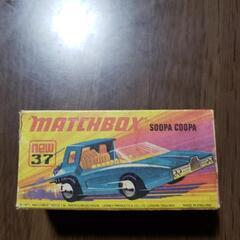 MATCHBOX
SOOPA COOPA
new
37
MADE IN ENGLAND